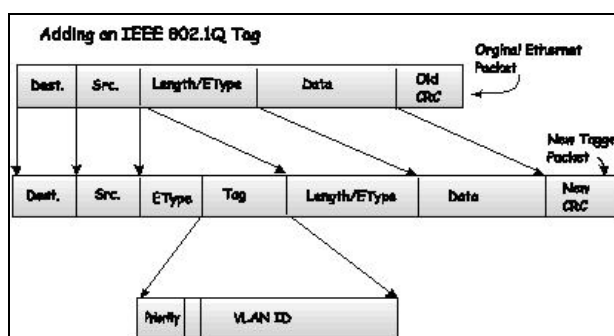 Adding an IEEE 802.1Q Tag
Orginal Ethernet
Packet
Dest. Src. Length/EType Data Old
CRC
New Tagge
Packet
Dest. Src. EType Tag Length/EType Data New
CRC
Priority VLAN ID